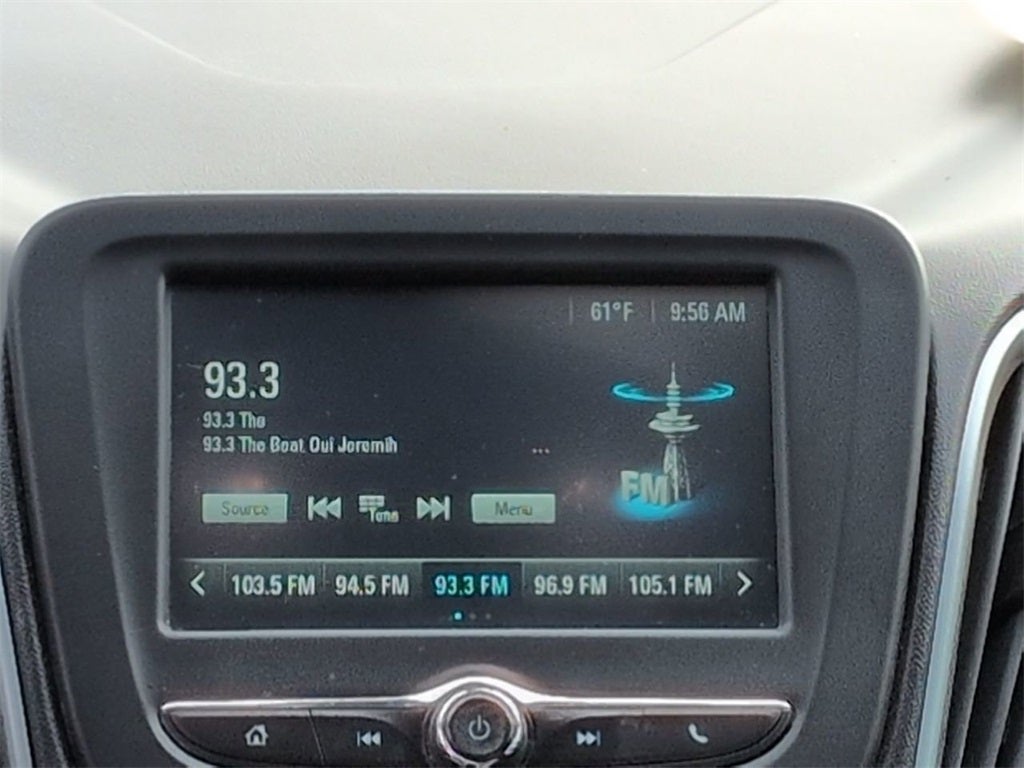 61°F 9:56 AM
93.3
93.3 The
93.3 The Beat Oui Jeremih
FM
Source Tune Menu
103.5 FM 94.5 FM 93.3 FM 96.9 FM 105.1 FM